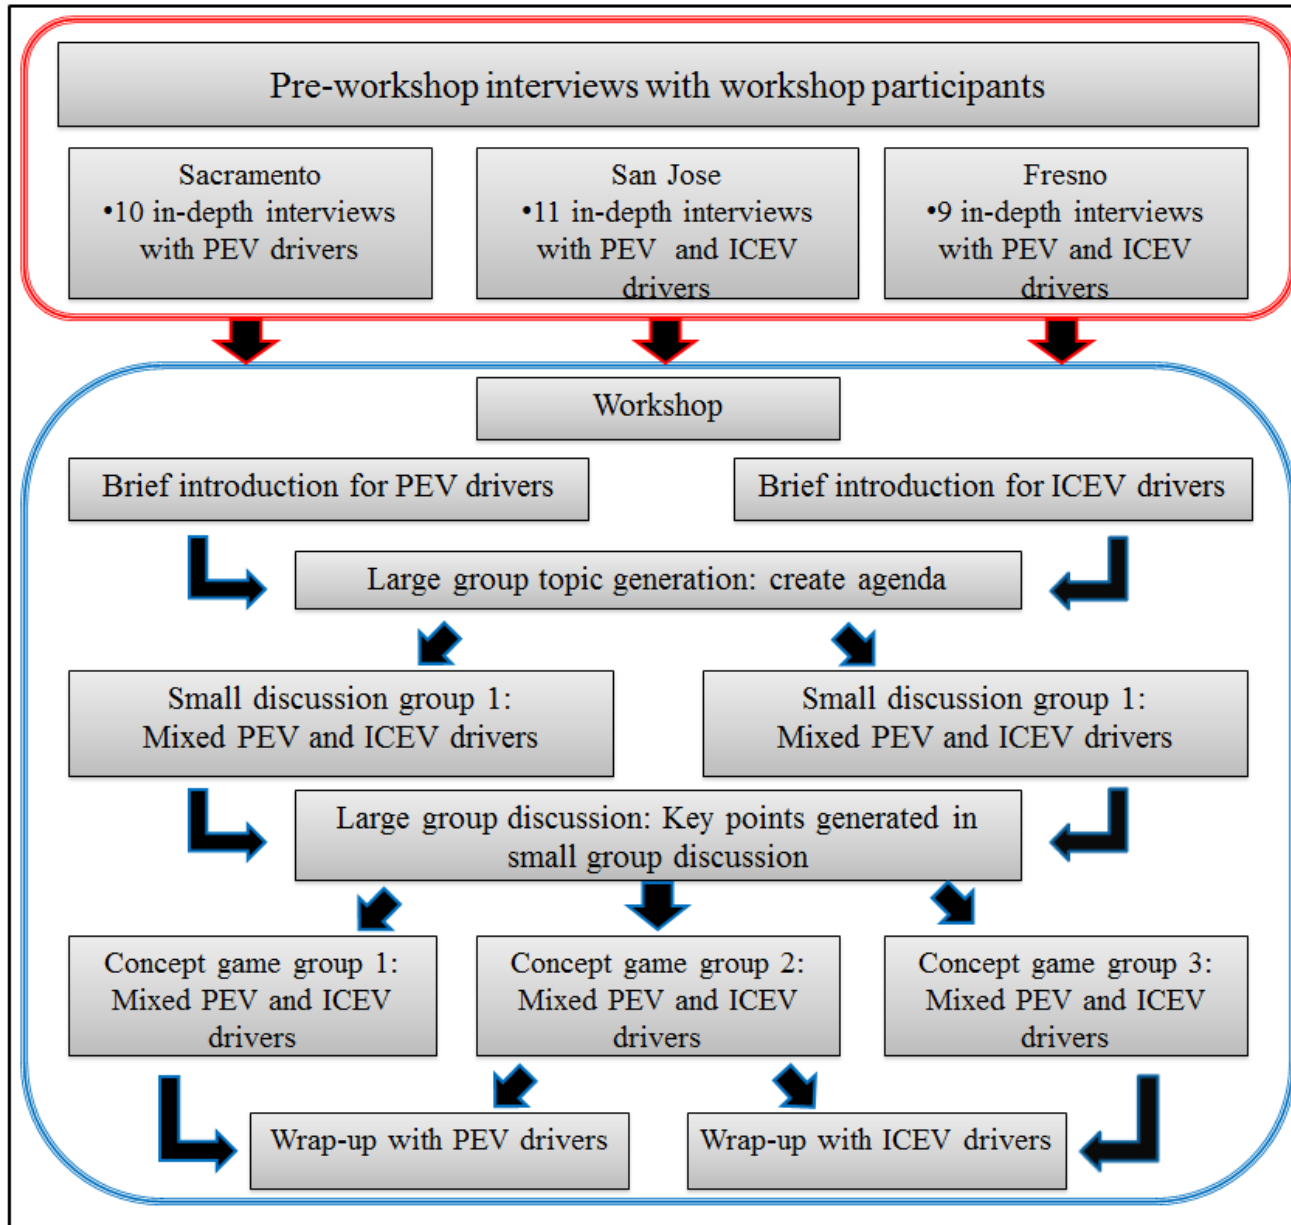 Pre-workshop interviews with workshop participants
Sacramento
•10 in-depth interviews
with PEV drivers
San Jose
•11 in-depth interviews
with PEV and ICEV
drivers
Fresno
•9 in-depth interviews
with PEV and ICEV
drivers
Workshop
Brief introduction for PEV drivers
Brief introduction for ICEV drivers
Large group topic generation: create agenda
Small discussion group 1:
Mixed PEV and ICEV drivers
Small discussion group 1:
Mixed PEV and ICEV drivers
Large group discussion: Key points generated in
small group discussion
Concept game group 1:
Mixed PEV and ICEV
drivers
Concept game group 2:
Mixed PEV and ICEV
drivers
Concept game group 3:
Mixed PEV and ICEV
drivers
Wrap-up with PEV drivers
Wrap-up with ICEV drivers